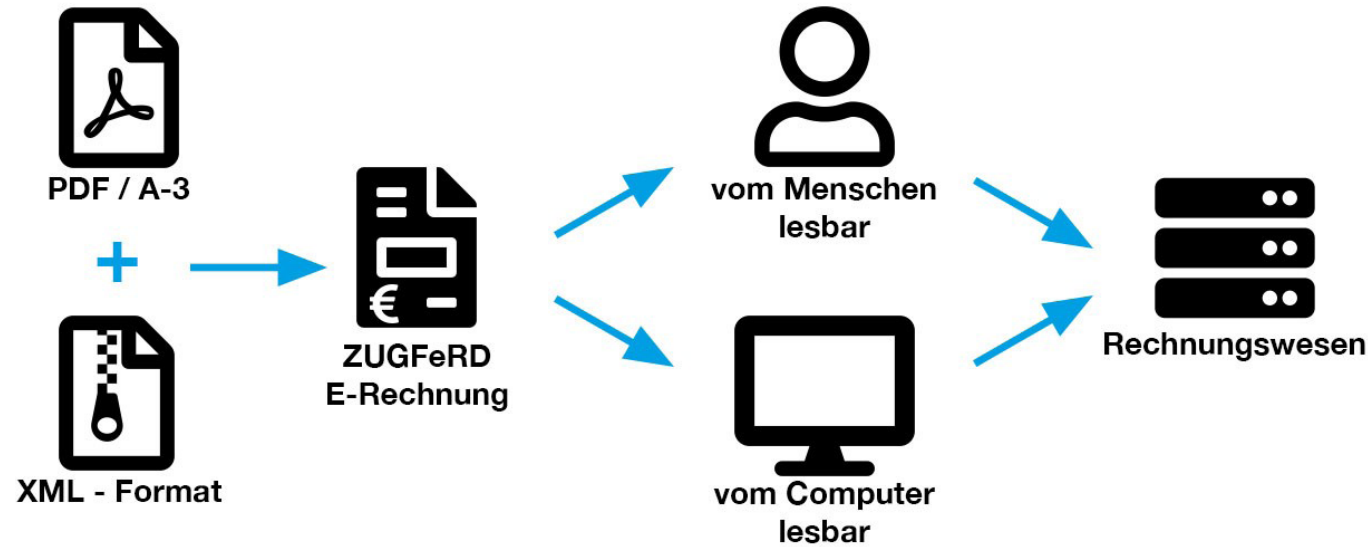 PDF / A-3
+
XML - Format
€
ZUGFeRD
E-Rechnung
vom Menschen
lesbar
vom Computer
lesbar
Rechnungswesen